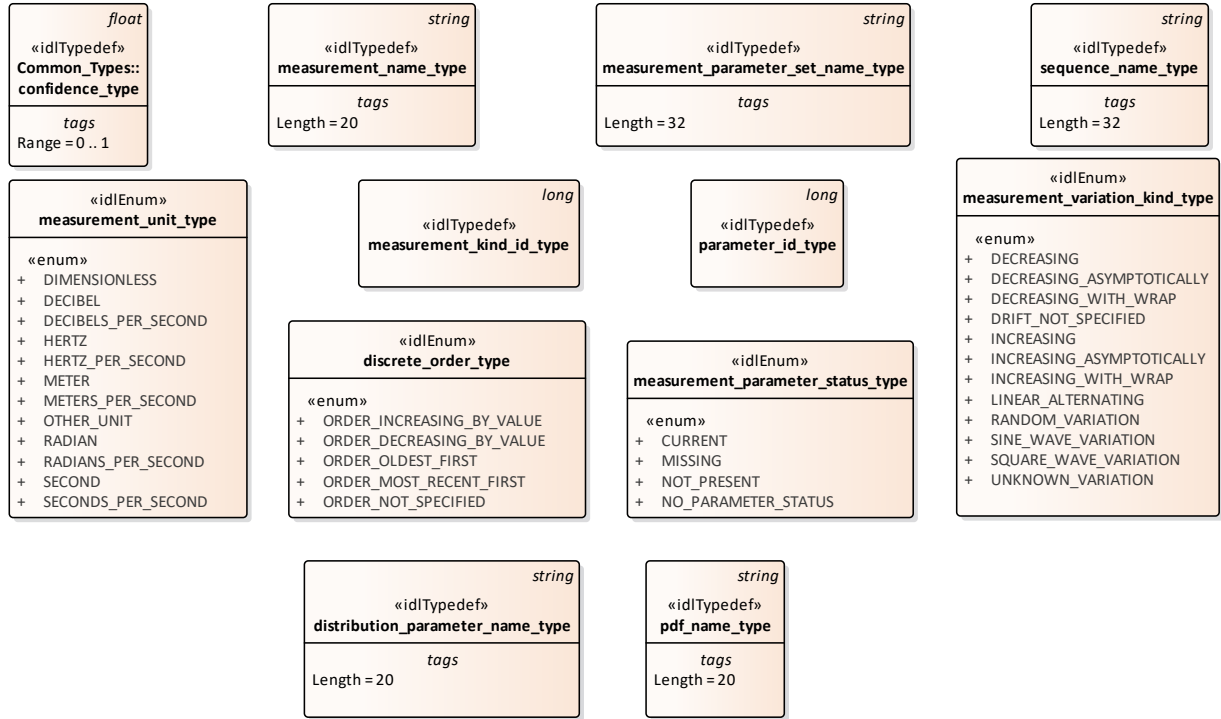 float
«idlTypedef»
Common_Types::
confidence_type
tags
Range = 0 .. 1
string
«idlTypedef»
measurement_name_type
tags
Length = 20
string
«idlTypedef»
measurement_parameter_set_name_type
tags
Length = 32
string
«idlTypedef»
sequence_name_type
tags
Length = 32
«idlEnum»
measurement_unit_type
«enum»
+ DIMENSIONLESS
+ DECIBEL
+ DECIBELS_PER_SECOND
+ HERTZ
+ HERTZ_PER_SECOND
+ METER
+ METERS_PER_SECOND
+ OTHER_UNIT
+ RADIAN
+ RADIANS_PER_SECOND
+ SECOND
+ SECONDS_PER_SECOND
long
«idlTypedef»
measurement_kind_id_type
long
«idlTypedef»
parameter_id_type
«idlEnum»
measurement_variation_kind_type
«enum»
+ DECREASING
+ DECREASING_ASYMPTOTICALLY
+ DECREASING_WITH_WRAP
+ DRIFT_NOT_SPECIFIED
+ INCREASING
+ INCREASING_ASYMPTOTICALLY
+ INCREASING_WITH_WRAP
+ LINEAR_ALTERNATING
+ RANDOM_VARIATION
+ SINE_WAVE_VARIATION
+ SQUARE_WAVE_VARIATION
+ UNKNOWN_VARIATION
«idlEnum»
discrete_order_type
«enum»
+ ORDER_INCREASING_BY_VALUE
+ ORDER_DECREASING_BY_VALUE
+ ORDER_OLDEST_FIRST
+ ORDER_MOST_RECENT_FIRST
+ ORDER_NOT_SPECIFIED
«idlEnum»
measurement_parameter_status_type
«enum»
+ CURRENT
+ MISSING
+ NOT_PRESENT
+ NO_PARAMETER_STATUS
string
«idlTypedef»
distribution_parameter_name_type
tags
Length = 20
string
«idlTypedef»
pdf_name_type
tags
Length = 20